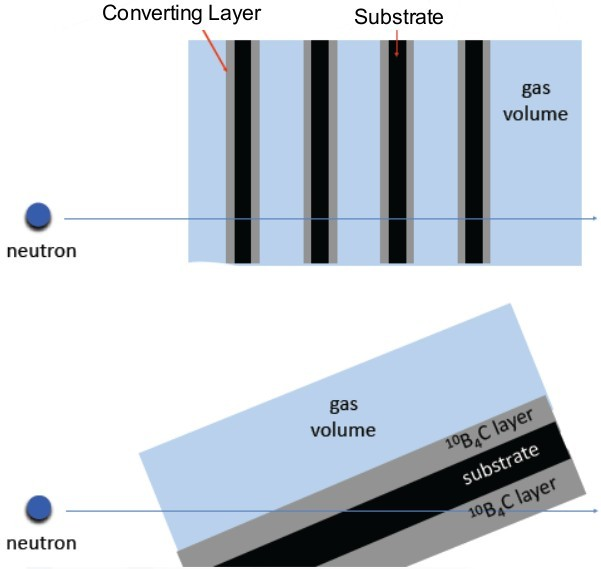 Converting Layer
Substrate
gas
volume
neutron
gas
volume
¹⁰B₄C layer
substrate
¹⁰B₄C layer
neutron